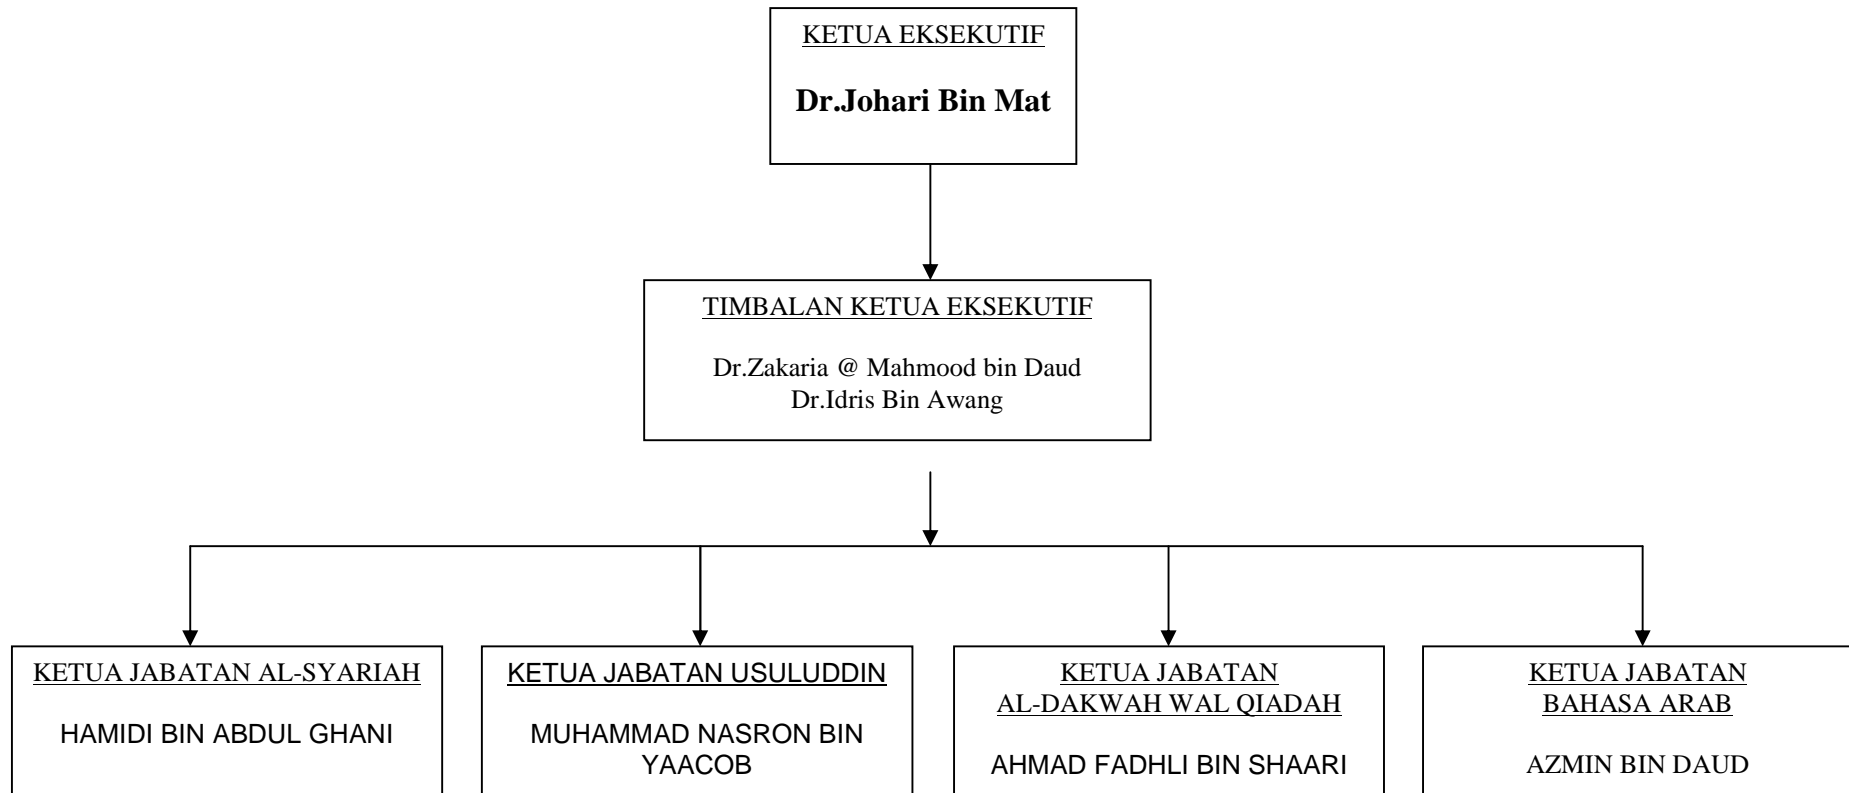 KETUA EKSEKUTIF
Dr.Johari Bin Mat
TIMBALAN KETUA EKSEKUTIF
Dr.Zakaria @ Mahmood bin Daud
Dr.Idris Bin Awang
KETUA JABATAN AL-SYARIAH
HAMIDI BIN ABDUL GHANI
KETUA JABATAN USULUDDIN
MUHAMMAD NASRON BIN
YAACOB
KETUA JABATAN
AL-DAKWAH WAL QIADAH
AHMAD FADHLI BIN SHAARI
KETUA JABATAN
BAHASA ARAB
AZMIN BIN DAUD